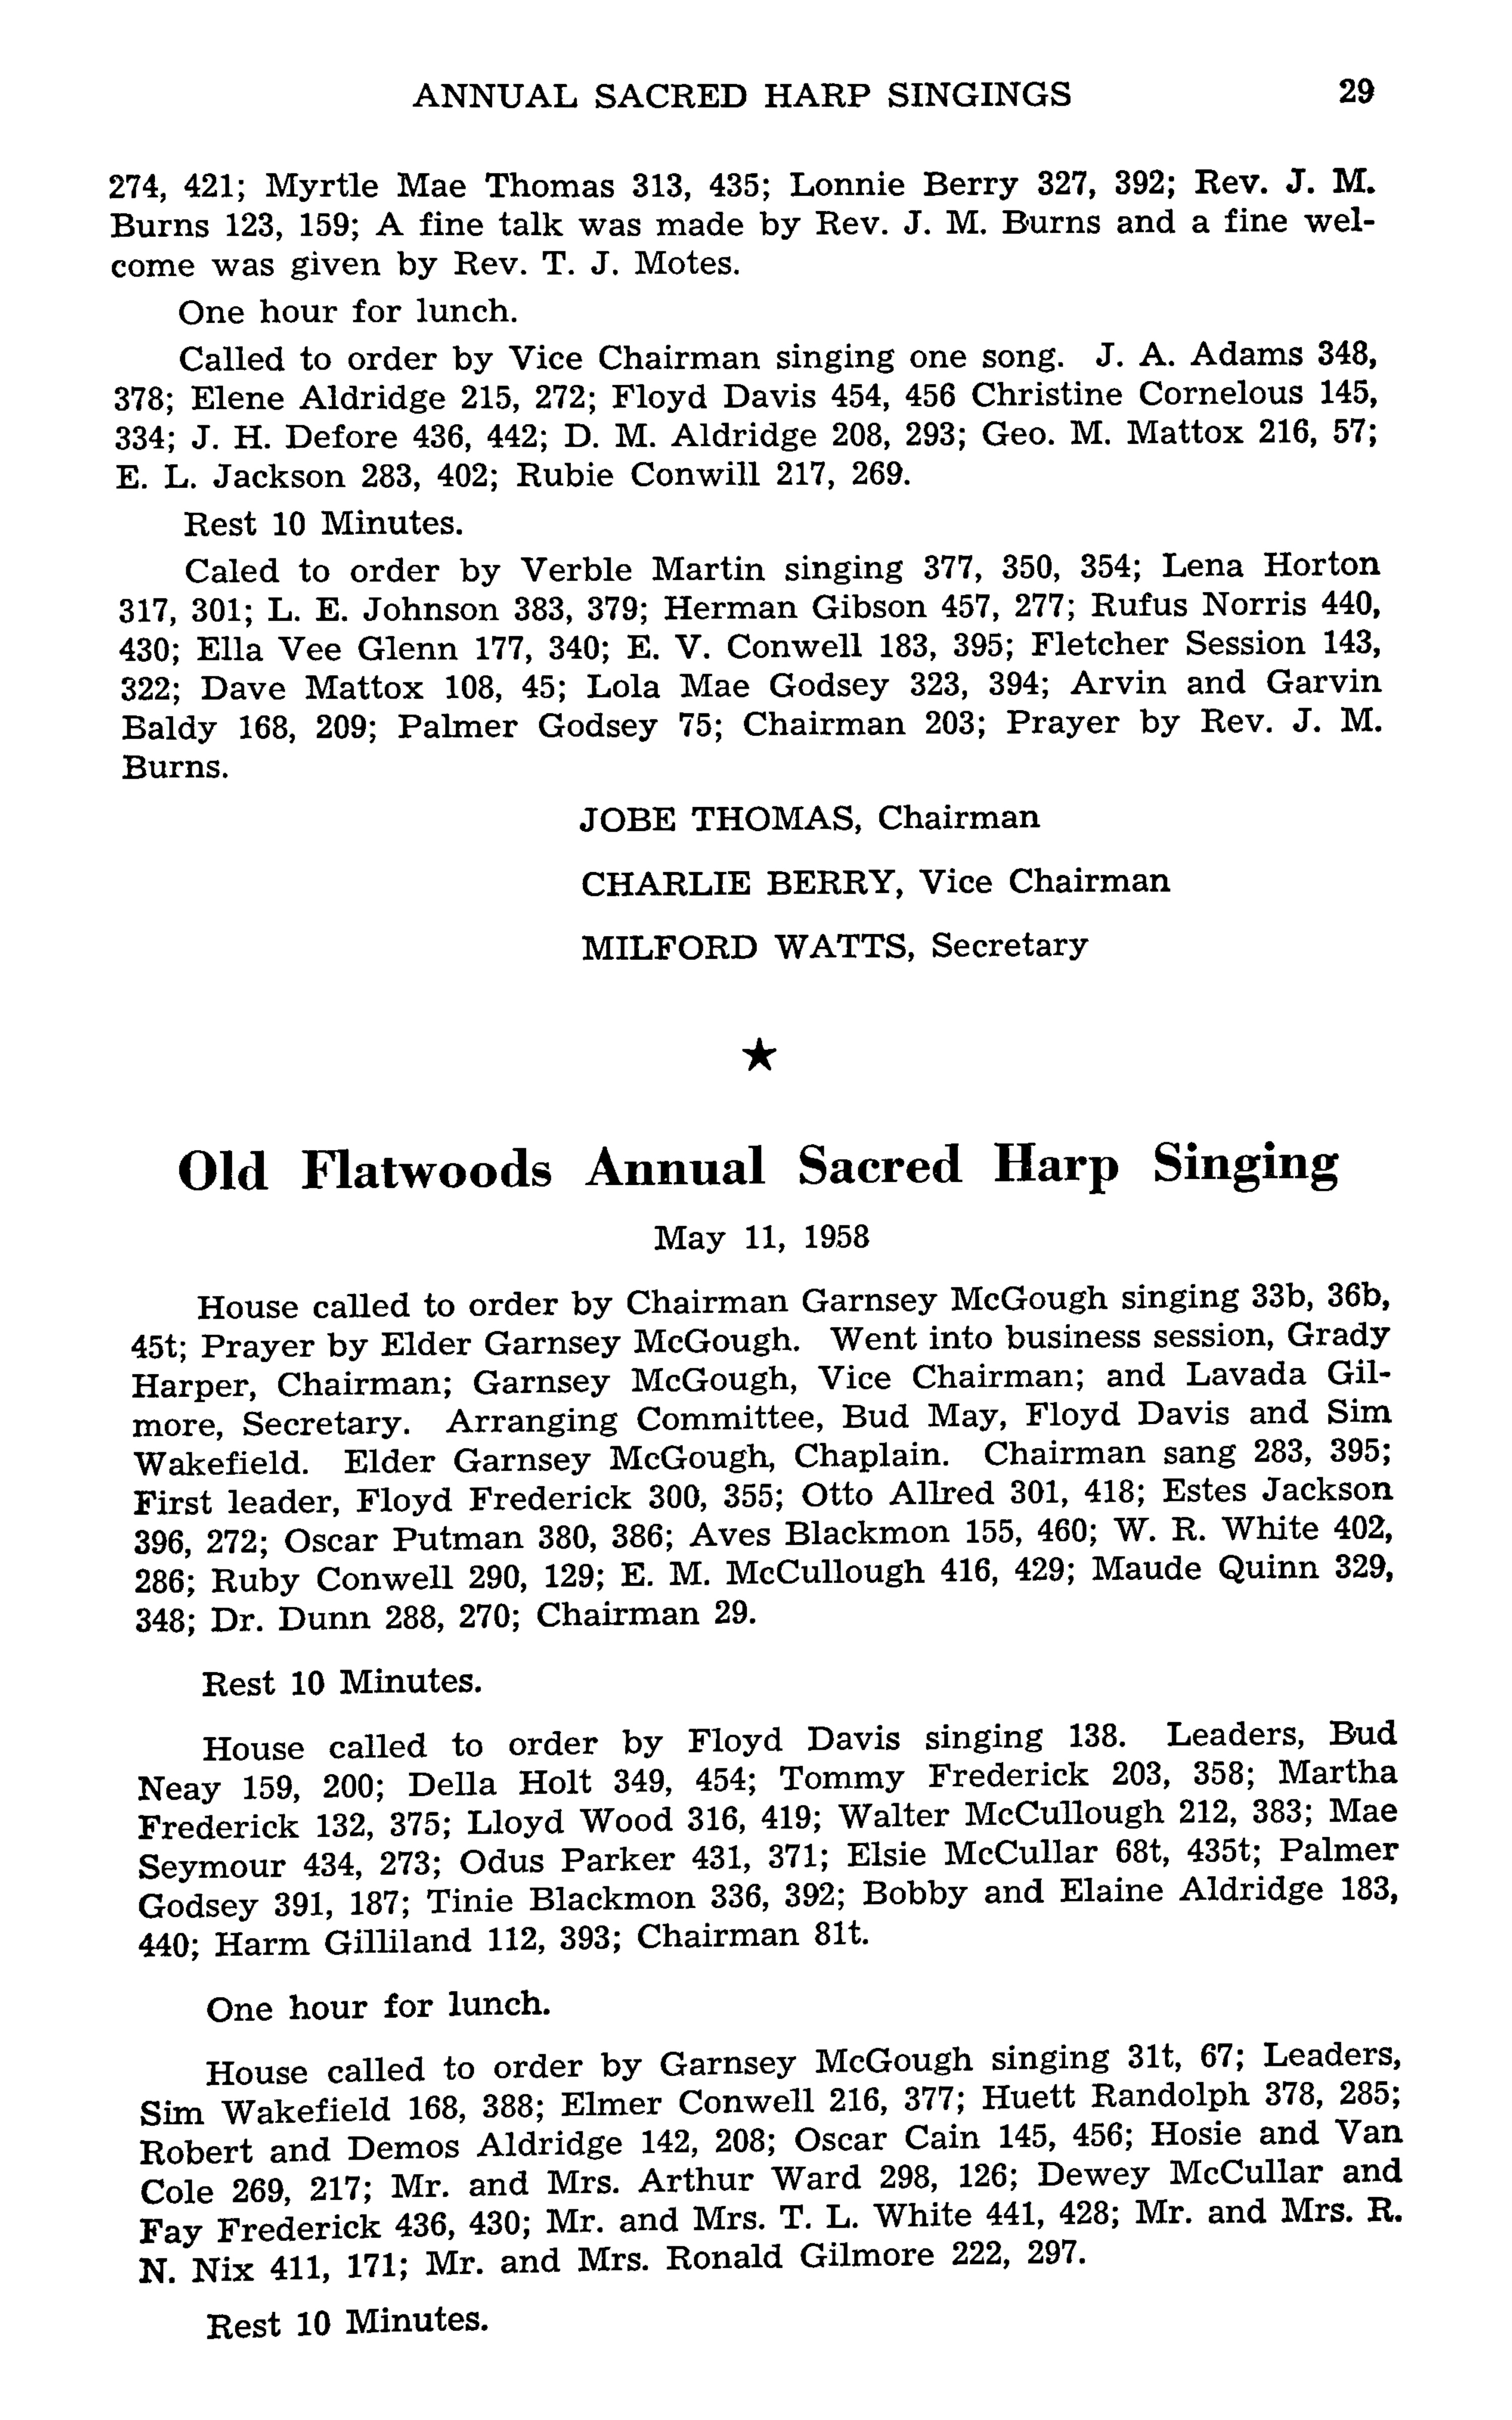 ANNUAL SACRED HARP SINGINGS 29
274, 421; Myrtle Mae Thomas 313, 435; Lonnie Berry 327, 392; Rev. J. M.
Burns 123, 159; A fine talk was made by Rev. J. M. Burns and a fine wel-
come was given by Rev. T. J. Motes.
One hour for lunch.
Called to order by Vice Chairman singing one song. J. A. Adams 348,
378; Elene Aldridge 215, 272; Floyd Davis 454, 456 Christine Cornelous 145,
334; J. H. Defore 436, 442; D. M. Aldridge 208, 293; Geo. M. Mattox 216, 57;
E. L. Jackson 283, 402; Rubie Conwill 217, 269.
Rest 10 Minutes.
Caled to order by Verble Martin singing 377, 350, 354; Lena Horton
317, 301; L. E. Johnson 383, 379; Herman Gibson 457, 277; Rufus Norris 440,
430; Ella Vee Glenn 177, 340; E. V. Conwell 183, 395; Fletcher Session 143,
322; Dave Mattox 108, 45; Lola Mae Godsey 323, 394; Arvin and Garvin
Baldy 168, 209; Palmer Godsey 75; Chairman 203; Prayer by Rev. J. M.
Burns.
JOBE THOMAS, Chairman
CHARLIE BERRY, Vice Chairman
MILFORD WATTS, Secretary
★
Old Flatwoods Annual Sacred Harp Singing
May 11, 1958
House called to order by Chairman Garnsey McGough singing 33b, 36b,
45t; Prayer by Elder Garnsey McGough. Went into business session, Grady
Harper, Chairman; Garnsey McGough, Vice Chairman; and Lavada Gil-
more, Secretary. Arranging Committee, Bud May, Floyd Davis and Sim
Wakefield. Elder Garnsey McGough, Chaplain. Chairman sang 283, 395;
First leader, Floyd Frederick 300, 355; Otto Allred 301, 418; Estes Jackson
396, 272; Oscar Putman 380, 386; Aves Blackmon 155, 460; W. R. White 402,
286; Ruby Conwell 290, 129; E. M. McCullough 416, 429; Maude Quinn 329,
348; Dr. Dunn 288, 270; Chairman 29.
Rest 10 Minutes.
House called to order by Floyd Davis singing 138. Leaders, Bud
Neay 159, 200; Della Holt 349, 454; Tommy Frederick 203, 358; Martha
Frederick 132, 375; Lloyd Wood 316, 419; Walter McCullough 212, 383; Mae
Seymour 434, 273; Odus Parker 431, 371; Elsie McCullar 68t, 435t; Palmer
Godsey 391, 187; Tinie Blackmon 336, 392; Bobby and Elaine Aldridge 183,
440; Harm Gilliland 112, 393; Chairman 81t.
One hour for lunch.
House called to order by Garnsey McGough singing 31t, 67; Leaders,
Sim Wakefield 168, 388; Elmer Conwell 216, 377; Huett Randolph 378, 285;
Robert and Demos Aldridge 142, 208; Oscar Cain 145, 456; Hosie and Van
Cole 269, 217; Mr. and Mrs. Arthur Ward 298, 126; Dewey McCullar and
Fay Frederick 436, 430; Mr. and Mrs. T. L. White 441, 428; Mr. and Mrs. R.
N. Nix 411, 171; Mr. and Mrs. Ronald Gilmore 222, 297.
Rest 10 Minutes.